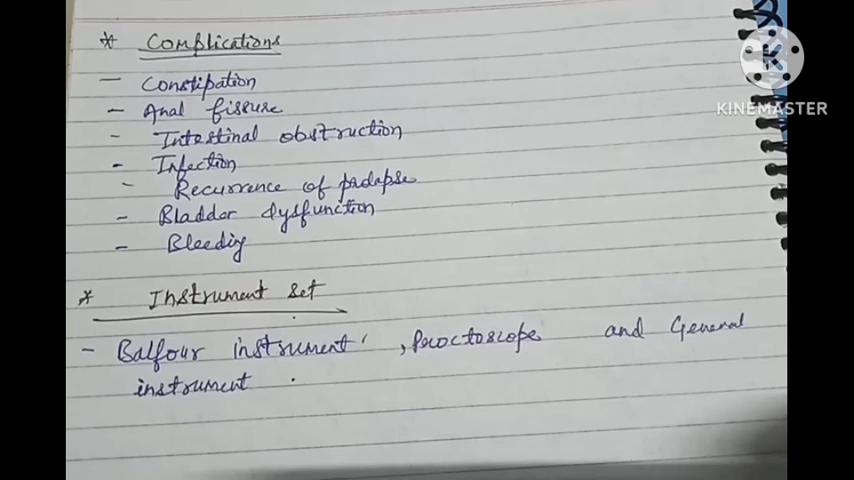 * Complications
— Constipation
- Anal fissure
- Intestinal obstruction
- Infection
- Recurrence of prolapse
- Bladder dysfunction
- Bleeding
* Instrument set
- Balfour instrument , Proctoscope and General
instrument .
KINEMASTER